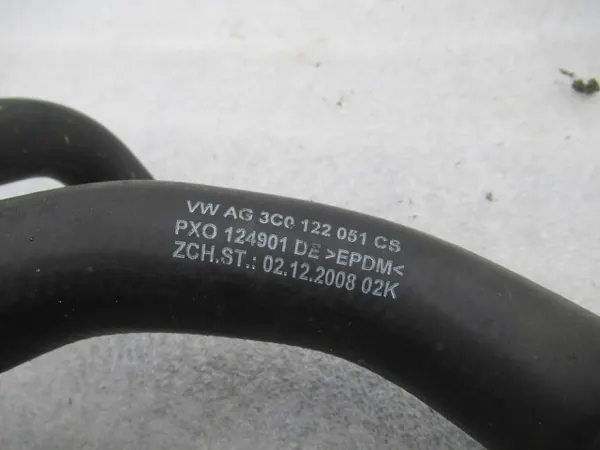 VW AG 3C0 122 051 CS
PXO 124901 DE >EPDM<
ZCH.ST.: 02.12.2008 02K